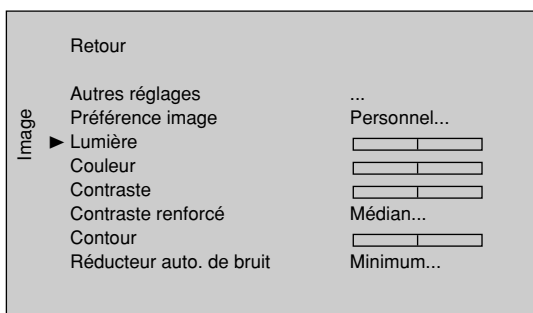 Image
Retour
Autres réglages ...
Préférence image Personnel...
Lumière
Couleur
Contraste
Contraste renforcé Médian...
Contour
Réducteur auto. de bruit Minimum...